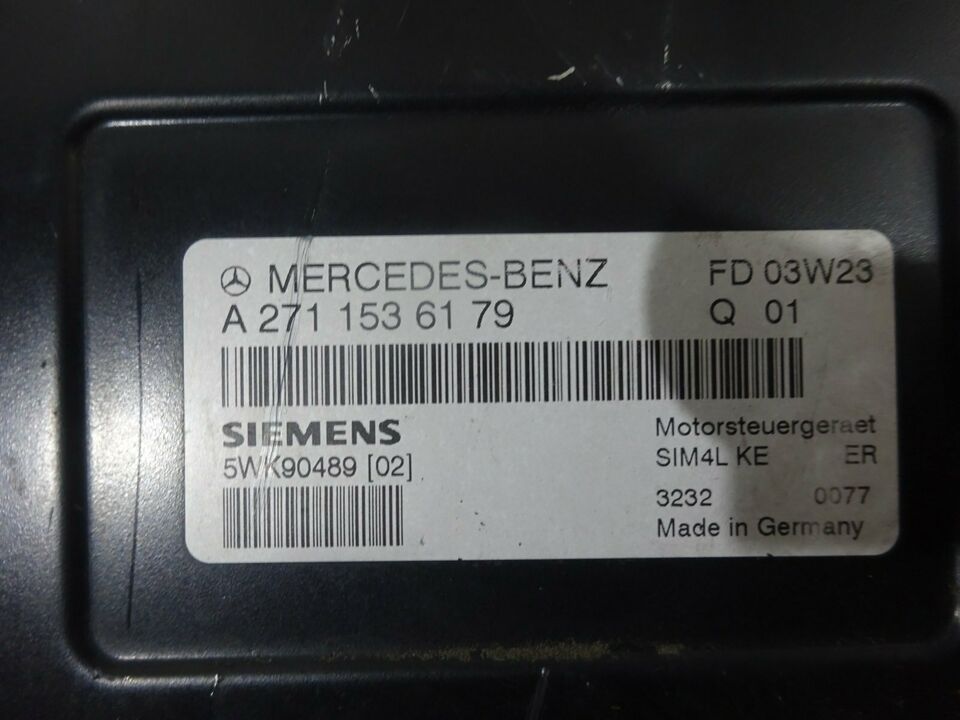 MERCEDES-BENZ FD 03W23
A 271 153 61 79 Q 01
SIEMENS Motorsteuergeraet
5WK90489 [02] SIM4L KE ER
3232 0077
Made in Germany